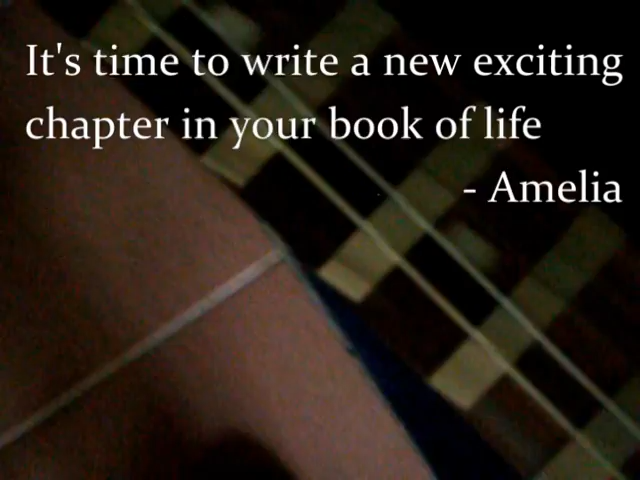 It's time to write a new exciting
chapter in your book of life
- Amelia